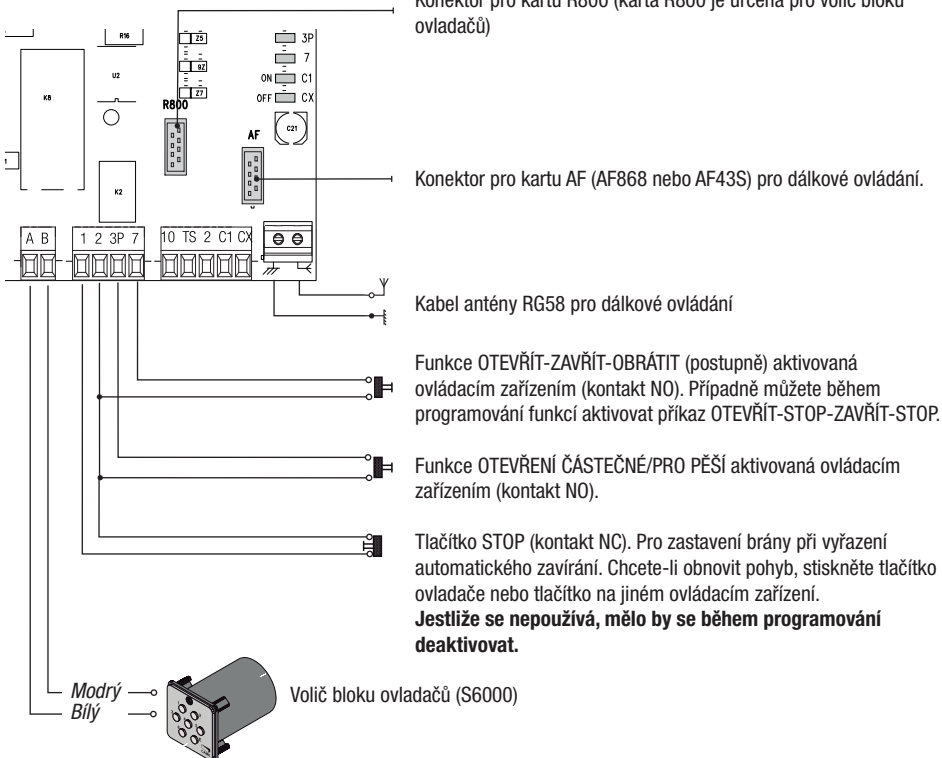 Konektor pro kartu R800 (karta R800 je určena pro volič bloku
ovladačů)
R16
Z5
3P
7
U2
9Z
ON
C1
K8
Z7
OFF
CX
R800
C21
AF
Konektor pro kartu AF (AF868 nebo AF43S) pro dálkové ovládání.
K2
A B
1 2 3P 7
10 TS 2 C1 CX
Kabel antény RG58 pro dálkové ovládání
Funkce OTEVŘÍT-ZAVŘÍT-OBRÁTIT (postupně) aktivovaná
ovládacím zařízením (kontakt NO). Případně můžete během
programování funkcí aktivovat příkaz OTEVŘÍT-STOP-ZAVŘÍT-STOP.
Funkce OTEVŘENÍ ČÁSTEČNÉ/PRO PĚŠÍ aktivovaná ovládacím
zařízením (kontakt NO).
Tlačítko STOP (kontakt NC). Pro zastavení brány při vyřazení
automatického zavírání. Chcete-li obnovit pohyb, stiskněte tlačítko
ovladače nebo tlačítko na jiném ovládacím zařízení.
Jestliže se nepoužívá, mělo by se během programování
deaktivovat.
Modrý
Bílý
Volič bloku ovladačů (S6000)